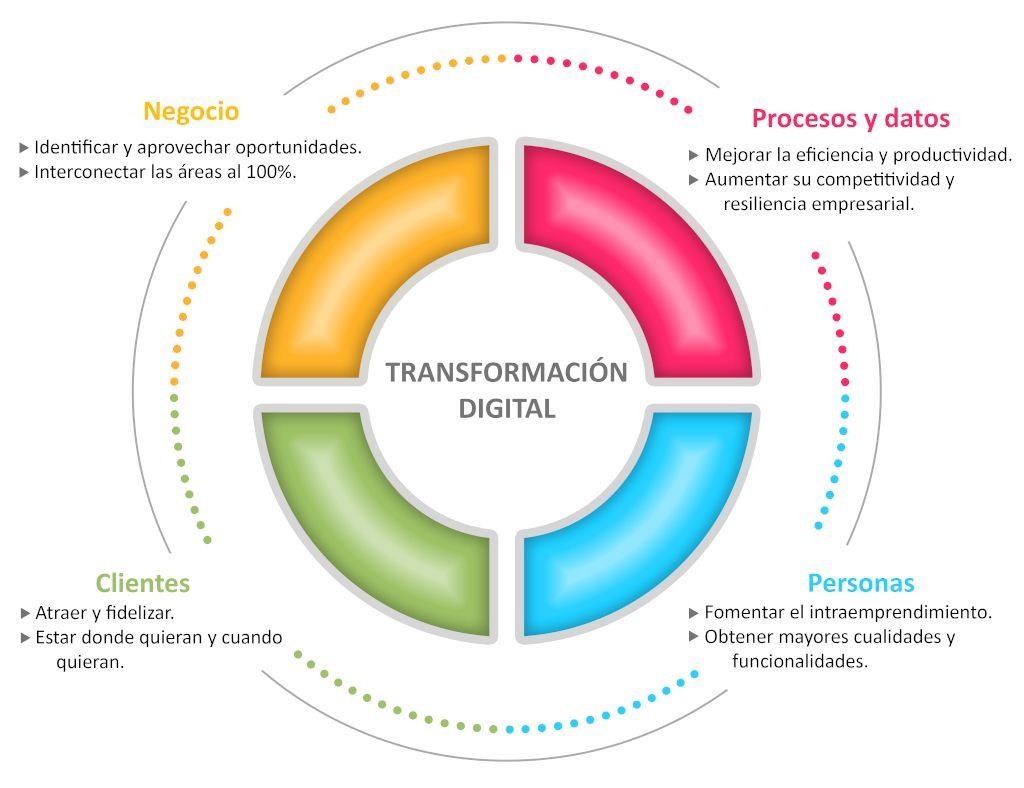 Negocio
Identificar y aprovechar oportunidades.
Interconectar las áreas al 100%.
Procesos y datos
Mejorar la eficiencia y productividad.
Aumentar su competitividad y
resiliencia empresarial.
TRANSFORMACIÓN
DIGITAL
Clientes
Atraer y fidelizar.
Estar donde quieran y cuando
quieran.
Personas
Fomentar el intraemprendimiento.
Obtener mayores cualidades y
funcionalidades.